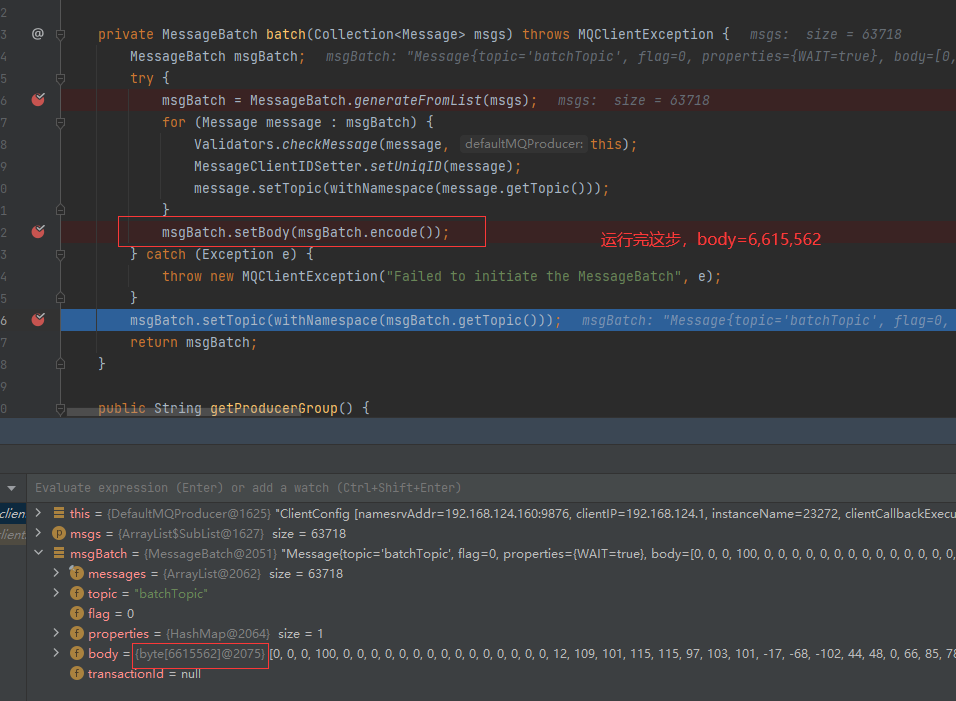 2
3 @ private MessageBatch batch(Collection<Message> msgs) throws MQClientException { msgs: size = 63718
4 MessageBatch msgBatch; msgBatch: "Message{topic='batchTopic', flag=0, properties={WAIT=true}, body=[0,
5 try {
6 msgBatch = MessageBatch.generateFromList(msgs); msgs: size = 63718
7 for (Message message : msgBatch) {
8 Validators.checkMessage(message, defaultMQProducer: this);
9 MessageClientIDSetter.setUniqID(message);
0 message.setTopic(withNamespace(message.getTopic()));
1 }
2 msgBatch.setBody(msgBatch.encode()); 运行完这步，body=6,615,562
3 } catch (Exception e) {
4 throw new MQClientException("Failed to initiate the MessageBatch", e);
5 }
6 msgBatch.setTopic(withNamespace(msgBatch.getTopic())); msgBatch: "Message{topic='batchTopic', flag=0,
7 return msgBatch;
8 }
9
0 public String getProducerGroup() {
Evaluate expression (Enter) or add a watch (Ctrl+Shift+Enter)
client this = {DefaultMQProducer@1625} "ClientConfig [namesrvAddr=192.168.124.160:9876, clientIP=192.168.124.1, instanceName=23272, clientCallbackExecu
client p msgs = {ArrayList$SubList@1627} size = 63718
msgBatch = {MessageBatch@2051} "Message{topic='batchTopic', flag=0, properties={WAIT=true}, body=[0, 0, 0, 100, 0, 0, 0, 0, 0, 0, 0, 0, 0, 0, 0, 0, 0,
f messages = {ArrayList@2062} size = 63718
f topic = "batchTopic"
f flag = 0
f properties = {HashMap@2064} size = 1
f body = {byte[6615562]@2075} [0, 0, 0, 100, 0, 0, 0, 0, 0, 0, 0, 0, 0, 0, 0, 0, 0, 0, 0, 0, 12, 109, 101, 115, 115, 97, 103, 101, -17, -68, -102, 44, 48, 0, 66, 85, 78
f transactionId = null